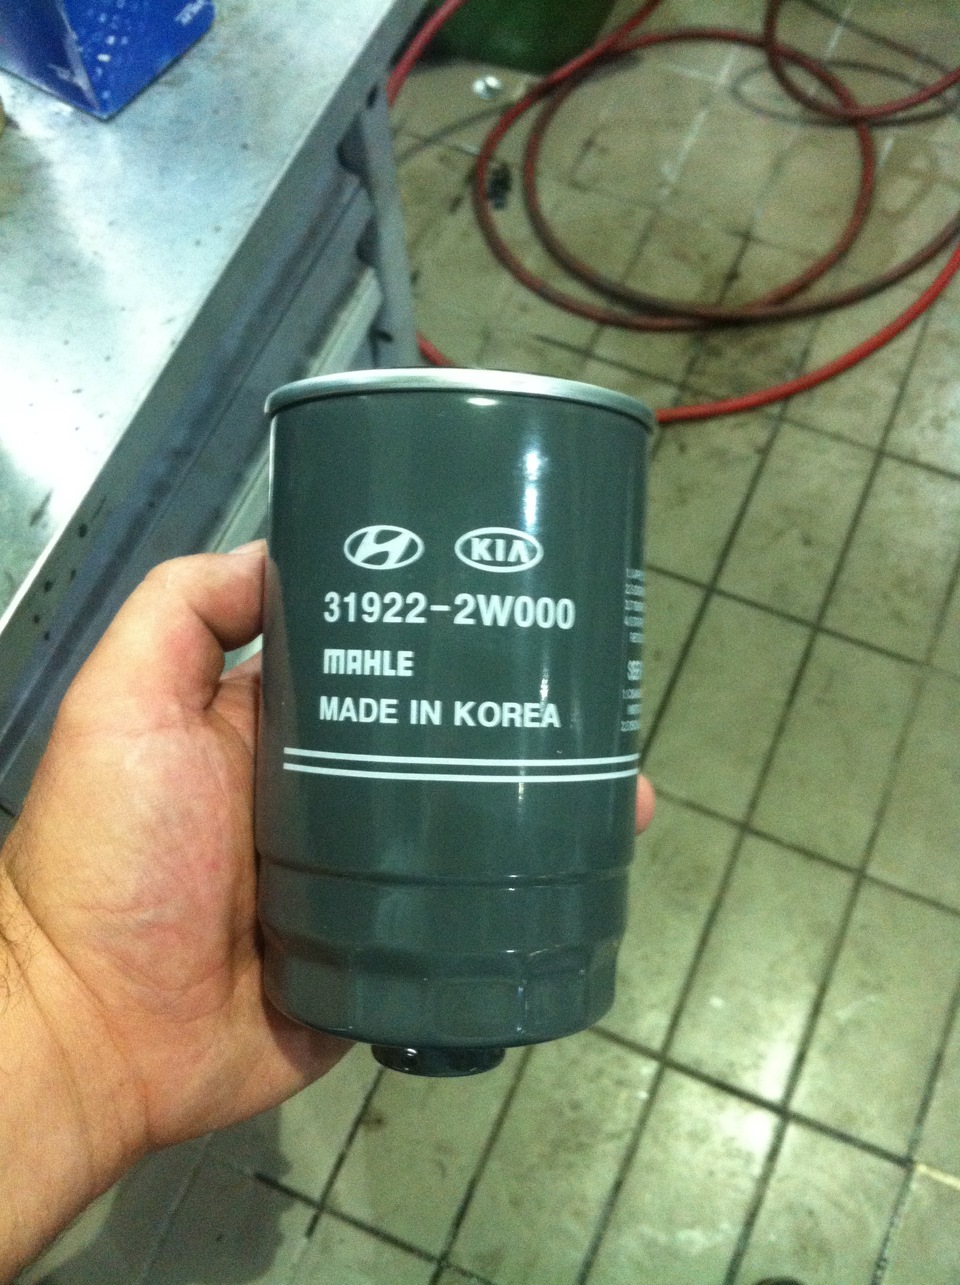 KIA
31922-2W000
MAHLE
MADE IN KOREA